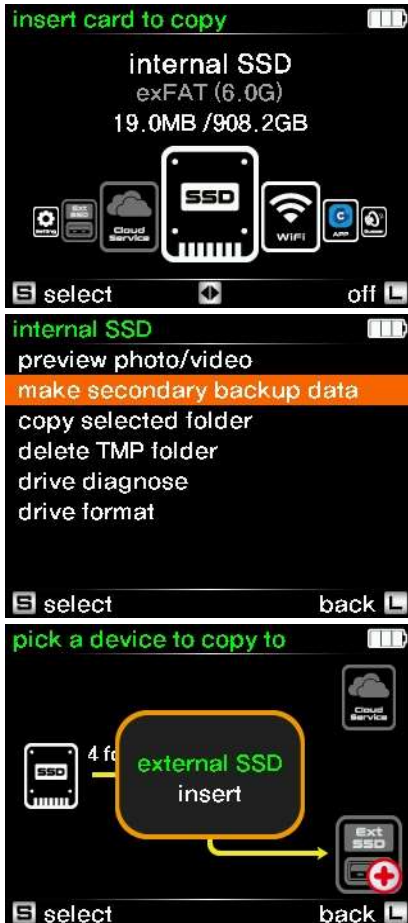 insert card to copy
internal SSD
exFAT (6.0G)
19.0MB /908.2GB
Setting
Ext
SSD
Cloud
Service
SSD
WiFi
C
APP
S select
off L
internal SSD
preview photo/video
make secondary backup data
copy selected folder
delete TMP folder
drive diagnose
drive format
S select
back L
pick a device to copy to
Cloud
Service
SSD
4 fo
external SSD
insert
Ext
SSD
S select
back L